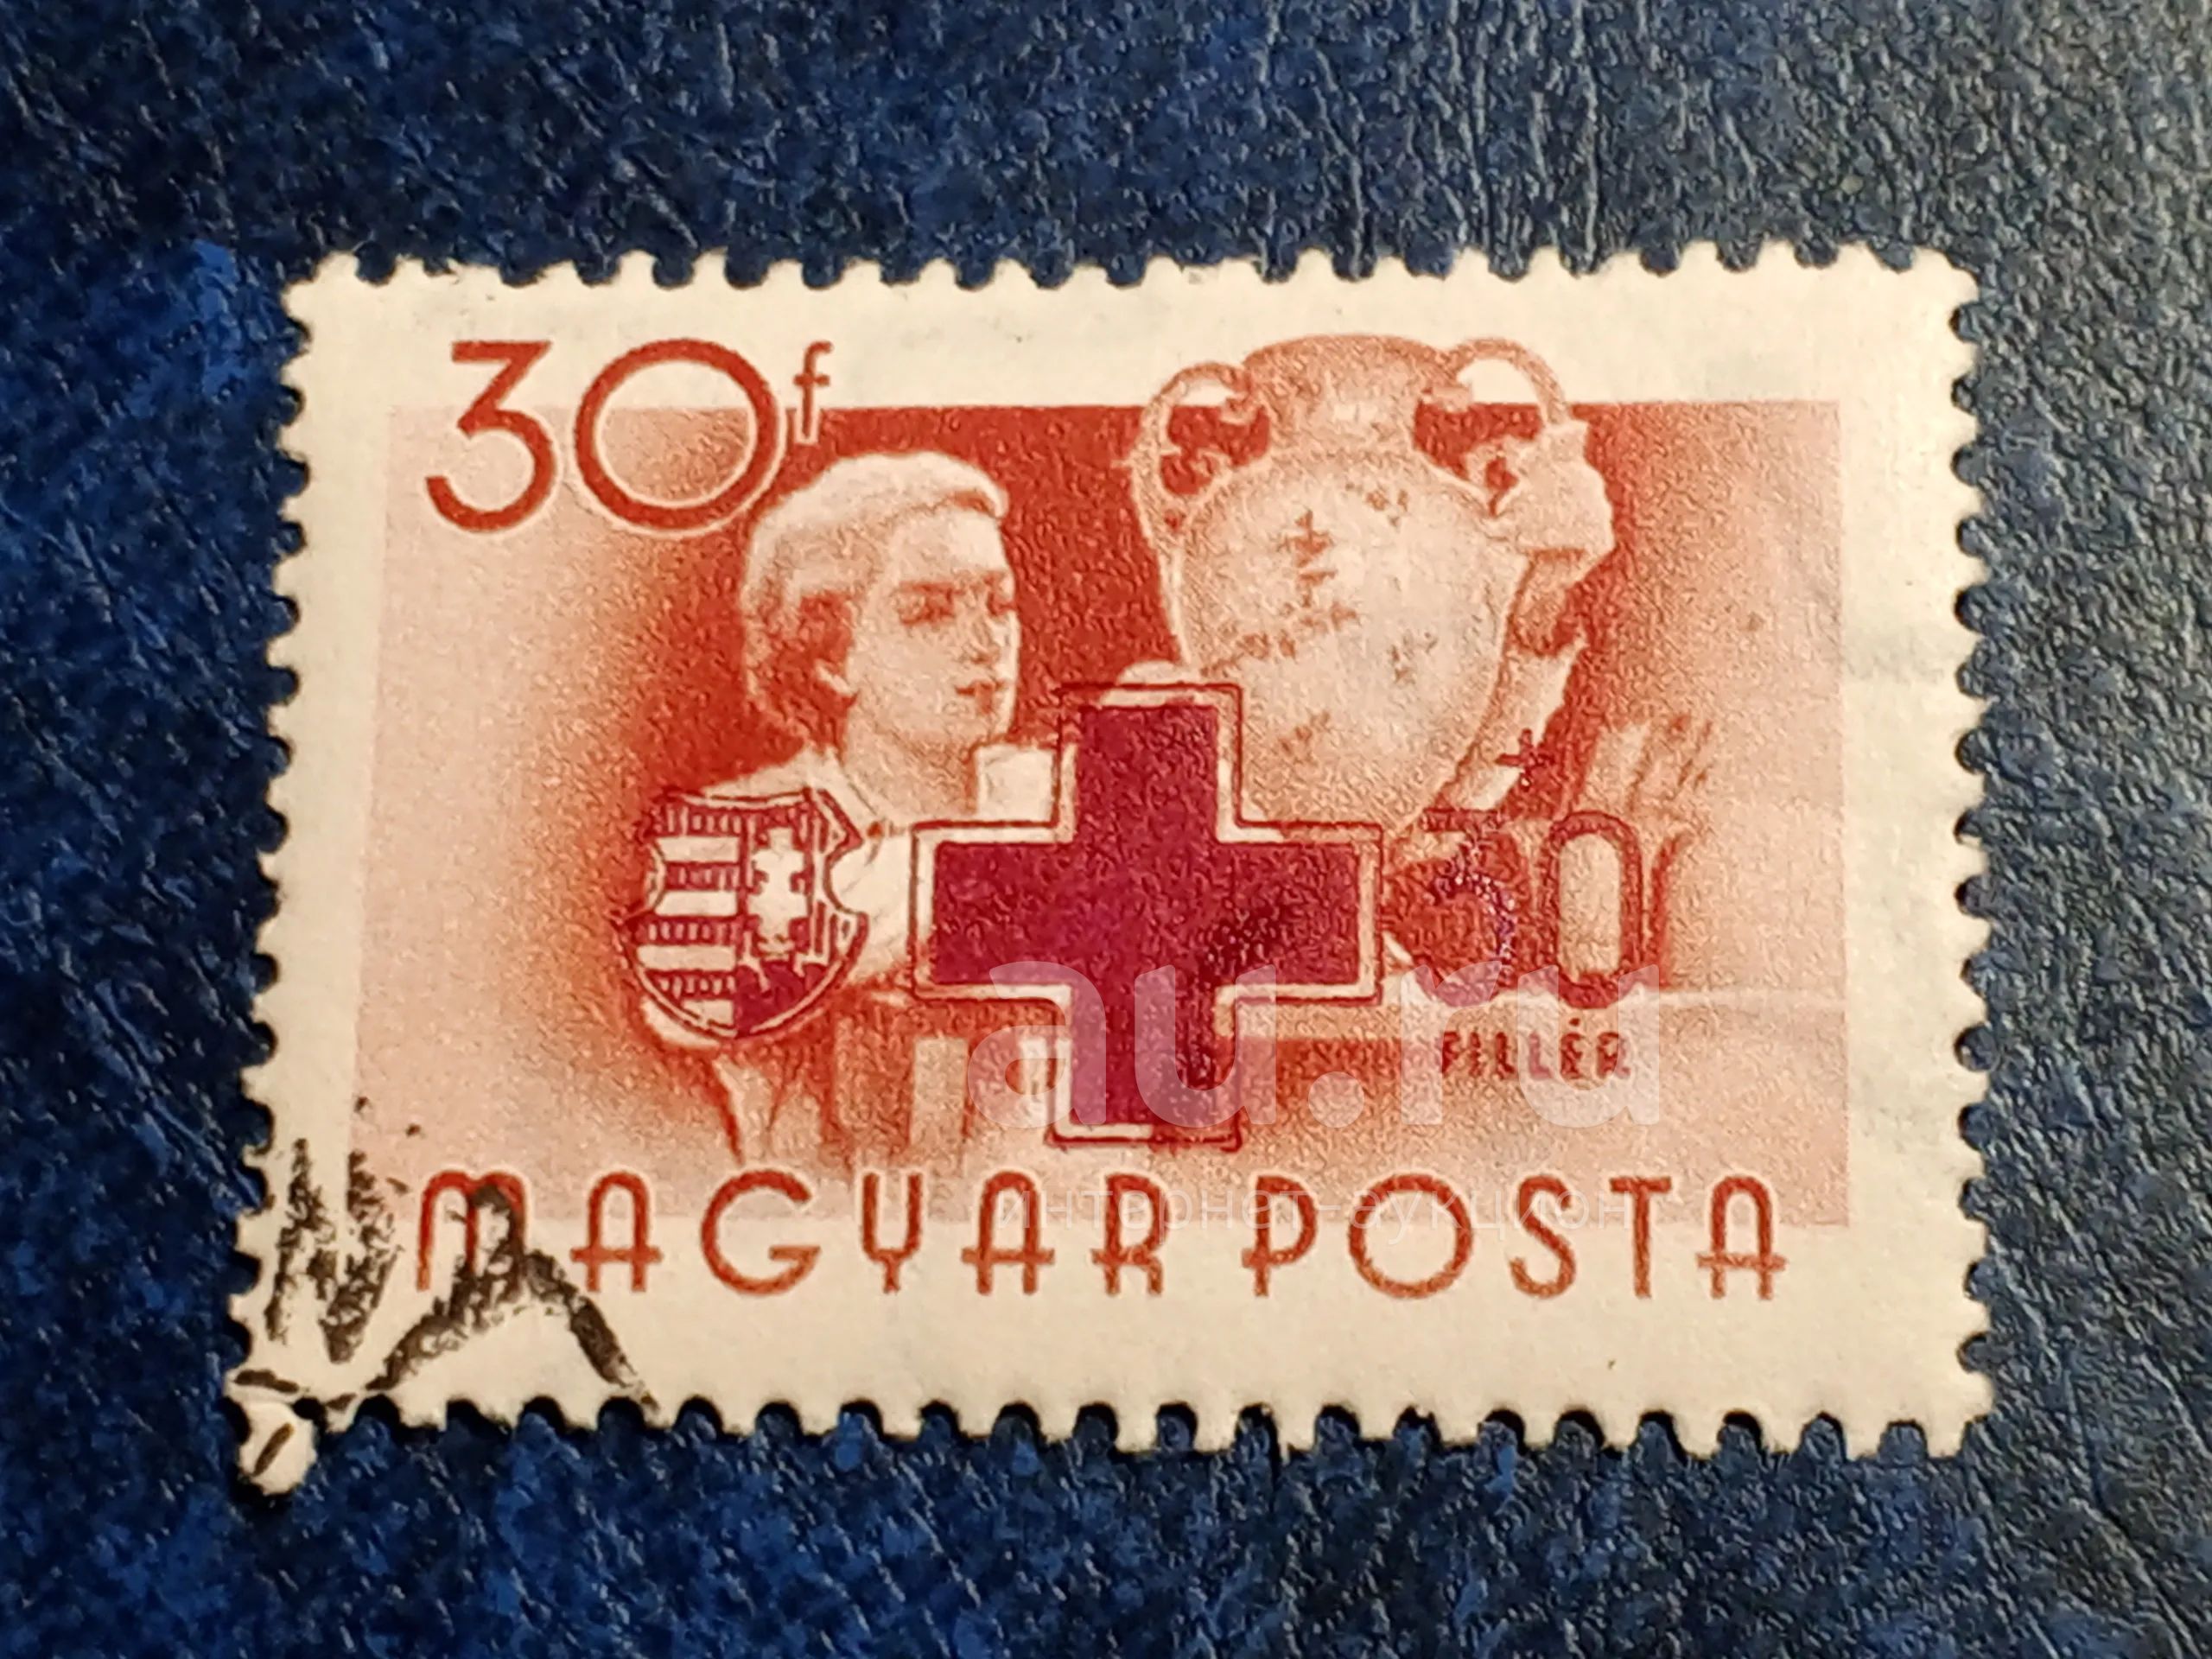 30f
+
30
FILLÉR
au.ru
интернет-аукцион
MAGYAR POSTA